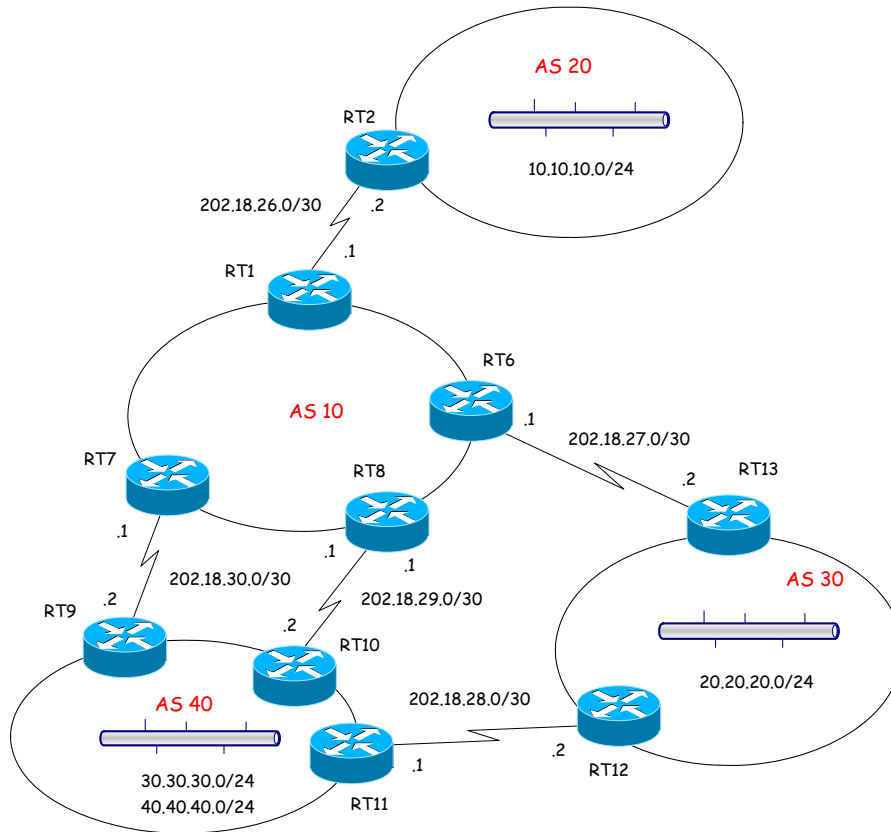 AS 20
RT2
10.10.10.0/24
202.18.26.0/30
.2
.1
RT1
RT6
AS 10
.1
202.18.27.0/30
RT7
RT8
.2
RT13
.1
.1
.1
202.18.30.0/30
AS 30
202.18.29.0/30
.2
RT9
.2
RT10
20.20.20.0/24
AS 40
202.18.28.0/30
.2
.1
RT12
30.30.30.0/24
40.40.40.0/24
RT11